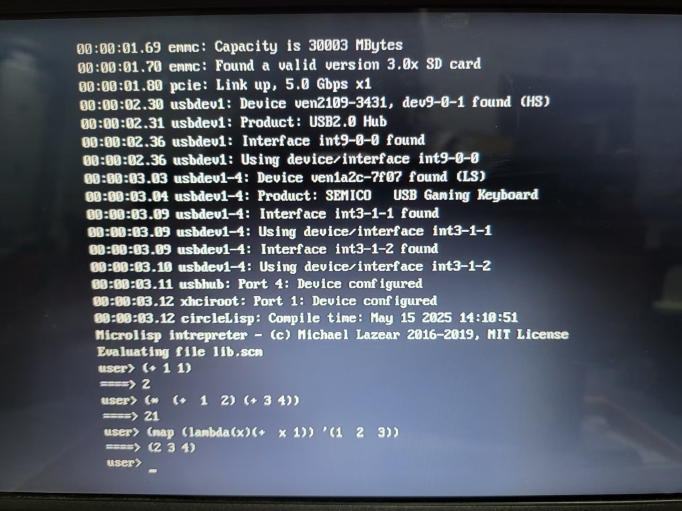 00:00:01.69 emmc: Capacity is 30003 MBytes
00:00:01.70 emmc: Found a valid version 3.0x SD card
00:00:01.80 pcie: Link up, 5.0 Gbps x1
00:00:02.30 usbdev1: Device ven2109-3431, dev9-0-1 found (HS)
00:00:02.31 usbdev1: Product: USB2.0 Hub
00:00:02.36 usbdev1: Interface int9-0-0 found
00:00:02.36 usbdev1: Using device/interface int9-0-0
00:00:03.03 usbdev1-4: Device ven1a2c-7f07 found (LS)
00:00:03.04 usbdev1-4: Product: SEMICO   USB Gaming Keyboard
00:00:03.09 usbdev1-4: Interface int3-1-1 found
00:00:03.09 usbdev1-4: Using device/interface int3-1-1
00:00:03.09 usbdev1-4: Interface int3-1-2 found
00:00:03.10 usbdev1-4: Using device/interface int3-1-2
00:00:03.11 usbhub: Port 4: Device configured
00:00:03.12 xhciroot: Port 1: Device configured
00:00:03.12 circleLisp: Compile time: May 15 2025 14:10:51
Microlisp intrepreter - (c) Michael Lazear 2016-2019, MIT License
Evaluating file lib.scm
user> (+ 1 1)
====> 2
user> (*  (+  1  2) (+ 3 4))
====> 21
user> (map (lambda(x)(+  x 1)) '(1  2  3))
====> (2 3 4)
user> _